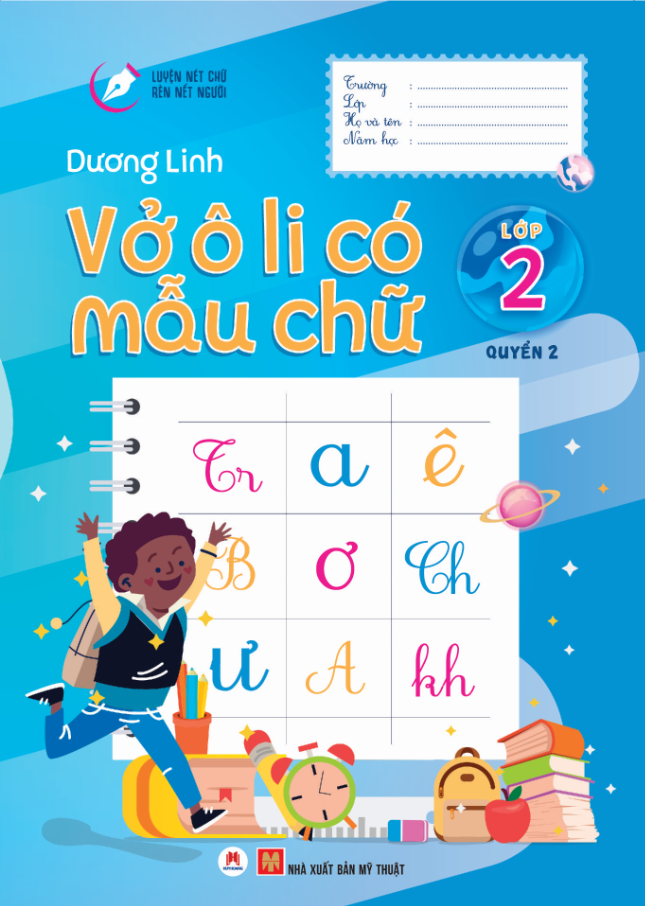 LUYỆN NÉT CHỮ
RÈN NẾT NGƯỜI
Trường :
Lớp :
Họ và tên :
Năm học :
Dương Linh
Vở ô li có
mẫu chữ
LỚP
2
QUYỂN 2
Tr a ê
B ơ Ch
ư A kh
NHÀ XUẤT BẢN MỸ THUẬT